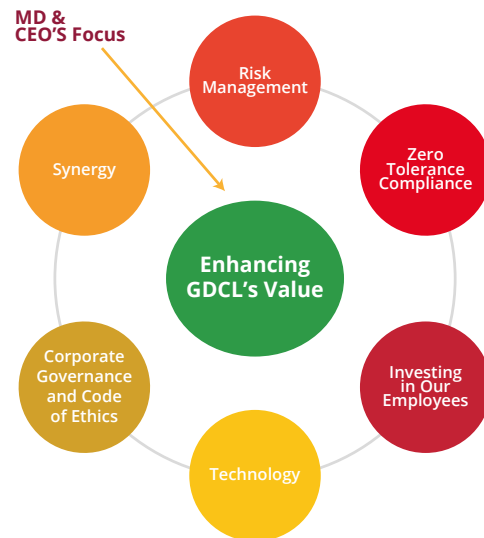 MD &
CEO’S Focus
Risk
Management
Synergy
Zero
Tolerance
Compliance
Enhancing
GDCL’s Value
Corporate
Governance
and Code
of Ethics
Investing
in Our
Employees
Technology